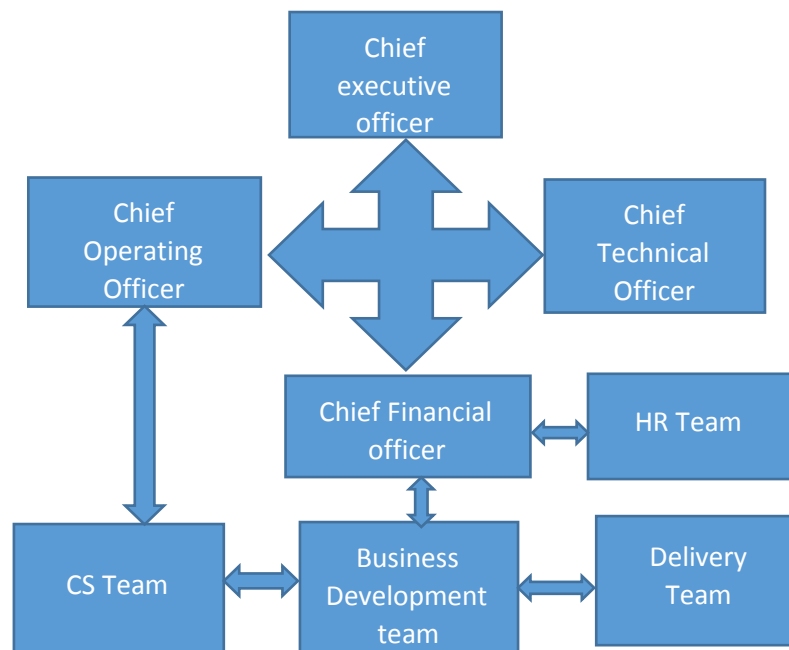 Chief
executive
officer
Chief
Operating
Officer
Chief
Technical
Officer
Chief Financial
officer
HR Team
CS Team
Business
Development
team
Delivery
Team